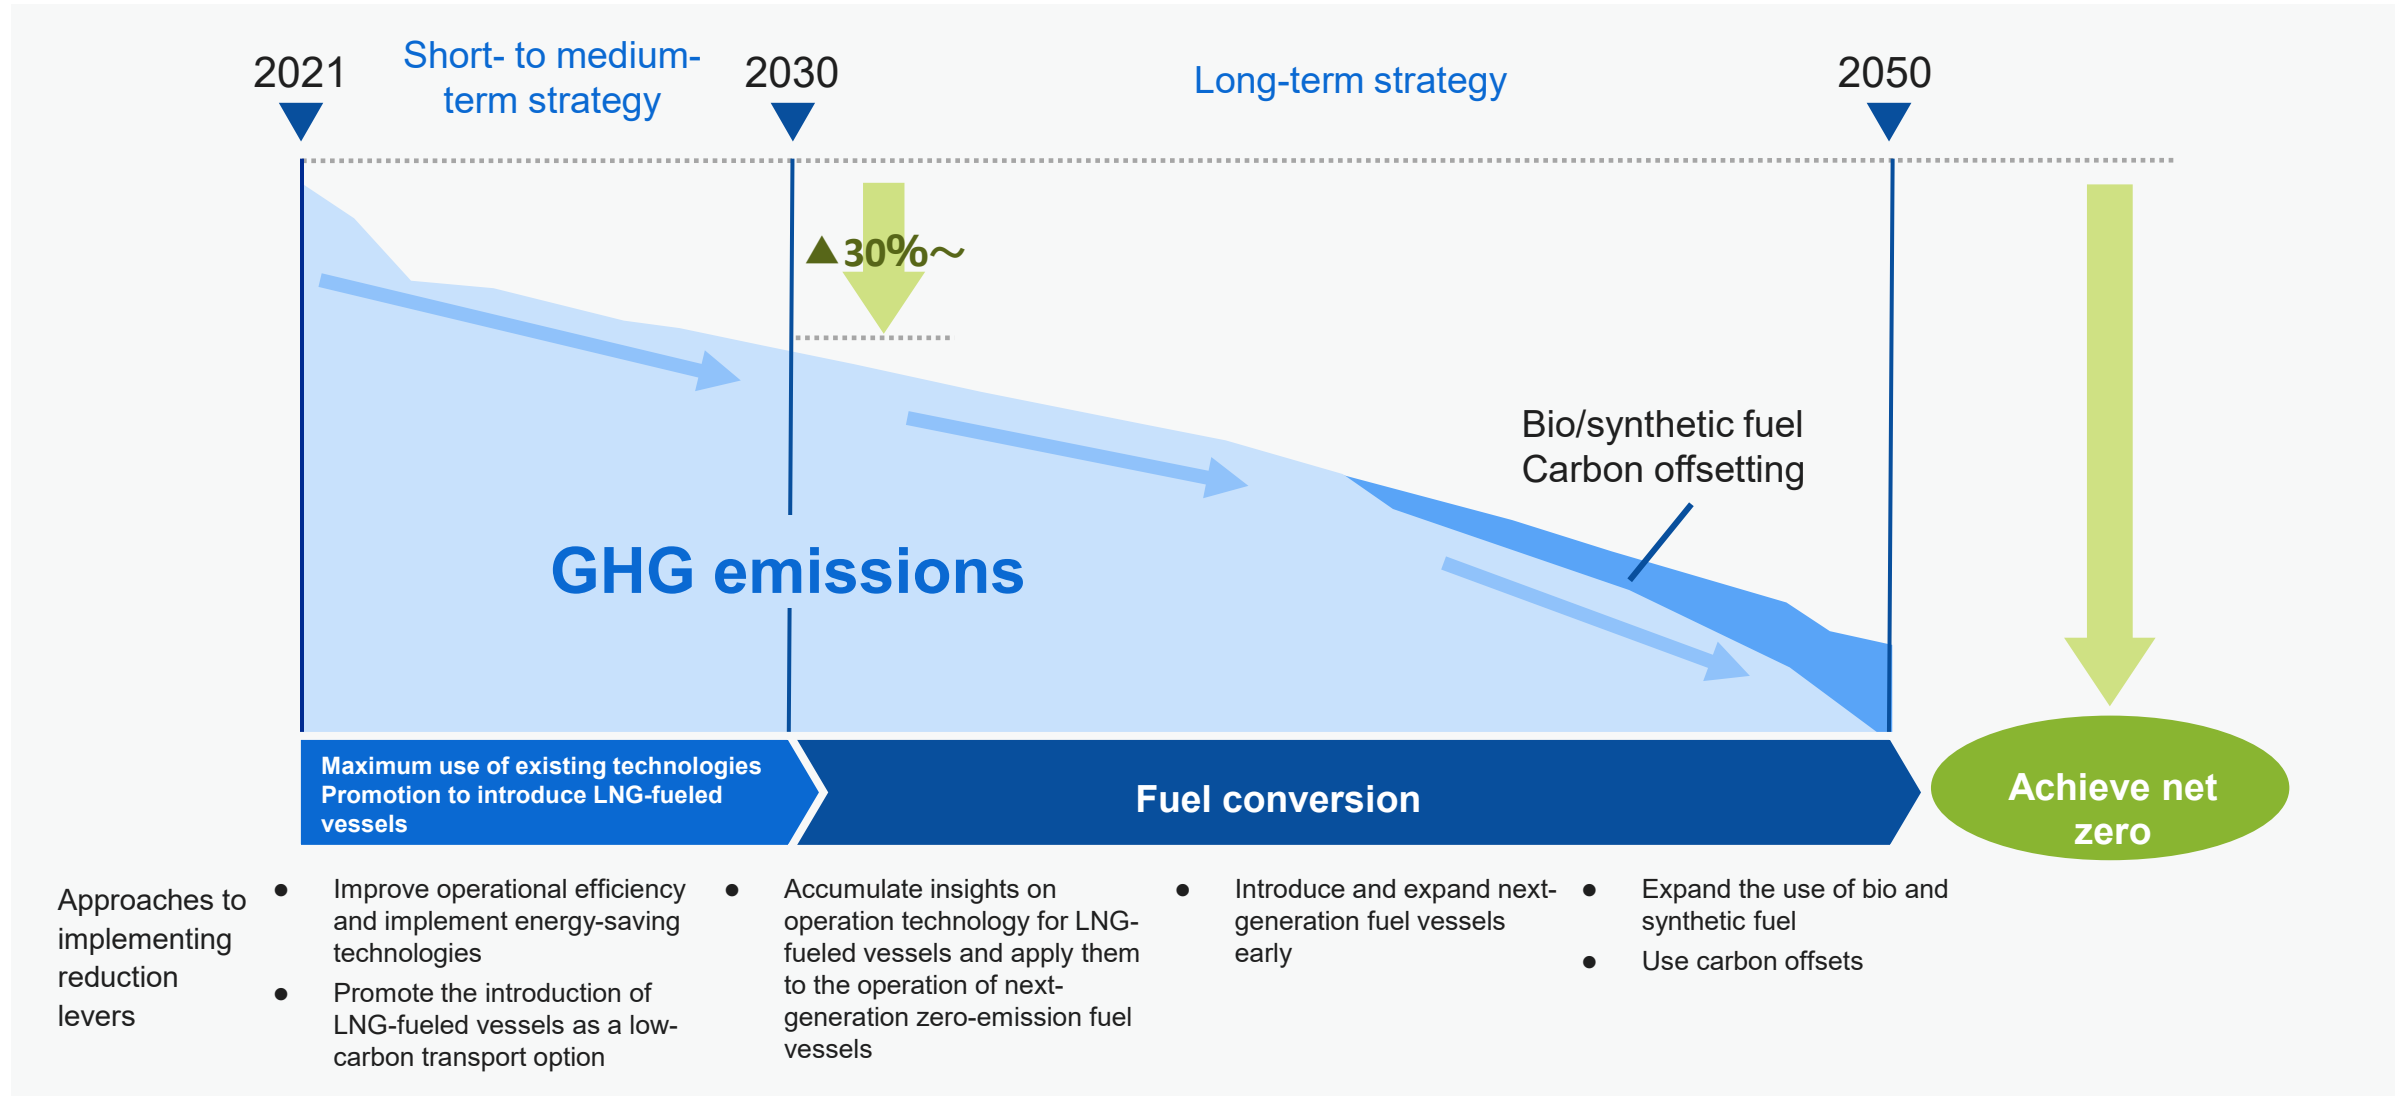 2021
Short- to medium-
term strategy
2030
Long-term strategy
2050
▲30%～
Bio/synthetic fuel
Carbon offsetting
GHG emissions
Maximum use of existing technologies
Promotion to introduce LNG-fueled
vessels
Fuel conversion
Achieve net
zero
Approaches to
implementing
reduction
levers
● Improve operational efficiency
and implement energy-saving
technologies
● Promote the introduction of
LNG-fueled vessels as a low-
carbon transport option
● Accumulate insights on
operation technology for LNG-
fueled vessels and apply them
to the operation of next-
generation zero-emission fuel
vessels
● Introduce and expand next-
generation fuel vessels
early
● Expand the use of bio and
synthetic fuel
● Use carbon offsets